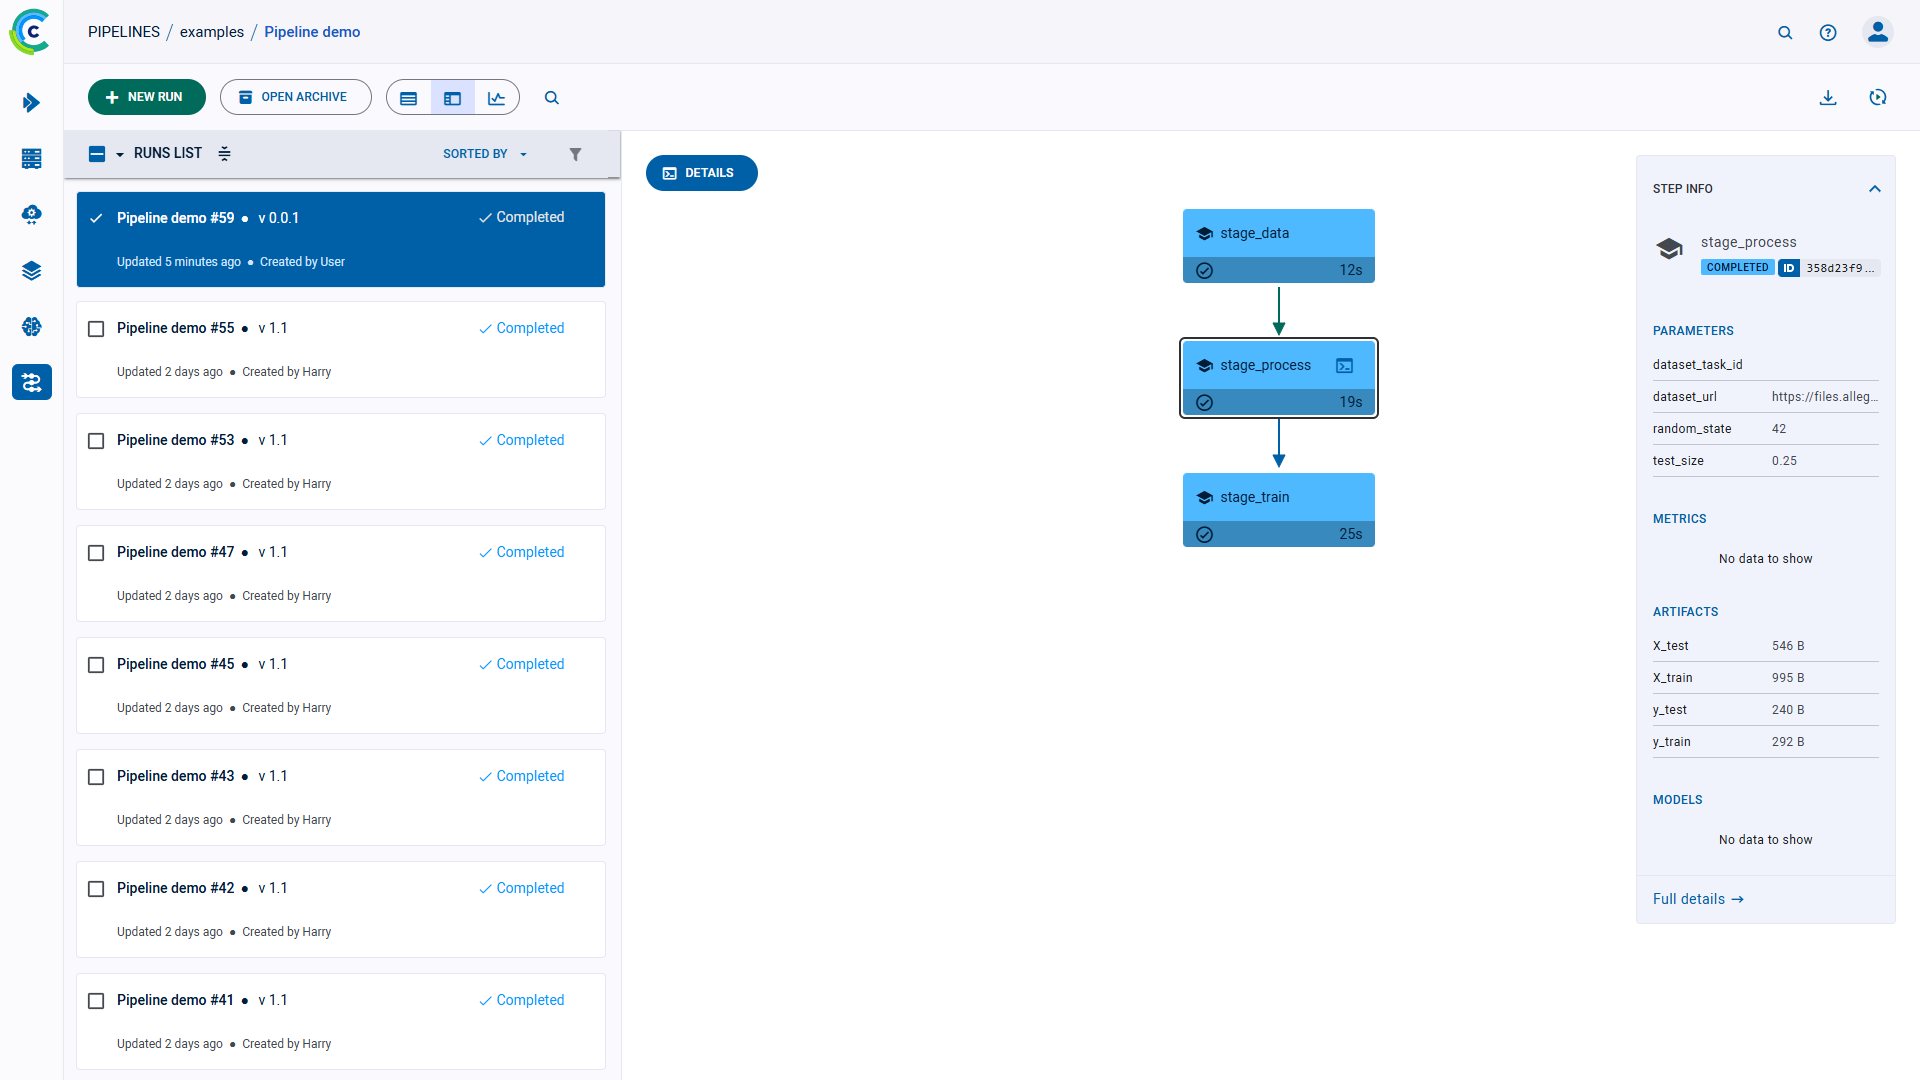 PIPELINES / examples / Pipeline demo
NEW RUN
OPEN ARCHIVE
RUNS LIST
SORTED BY
Pipeline demo #59 ● v 0.0.1
Completed
Updated 5 minutes ago ● Created by User
Pipeline demo #55 ● v 1.1
Completed
Updated 2 days ago ● Created by Harry
Pipeline demo #53 ● v 1.1
Completed
Updated 2 days ago ● Created by Harry
Pipeline demo #47 ● v 1.1
Completed
Updated 2 days ago ● Created by Harry
Pipeline demo #45 ● v 1.1
Completed
Updated 2 days ago ● Created by Harry
Pipeline demo #43 ● v 1.1
Completed
Updated 2 days ago ● Created by Harry
Pipeline demo #42 ● v 1.1
Completed
Updated 2 days ago ● Created by Harry
Pipeline demo #41 ● v 1.1
Completed
Updated 2 days ago ● Created by Harry
DETAILS
stage_data
12s
stage_process
19s
stage_train
25s
STEP INFO
stage_process
COMPLETED ID 358d23f9...
PARAMETERS
dataset_task_id
dataset_url https://files.alleg...
random_state 42
test_size 0.25
METRICS
No data to show
ARTIFACTS
X_test 546 B
X_train 995 B
y_test 240 B
y_train 292 B
MODELS
No data to show
Full details →